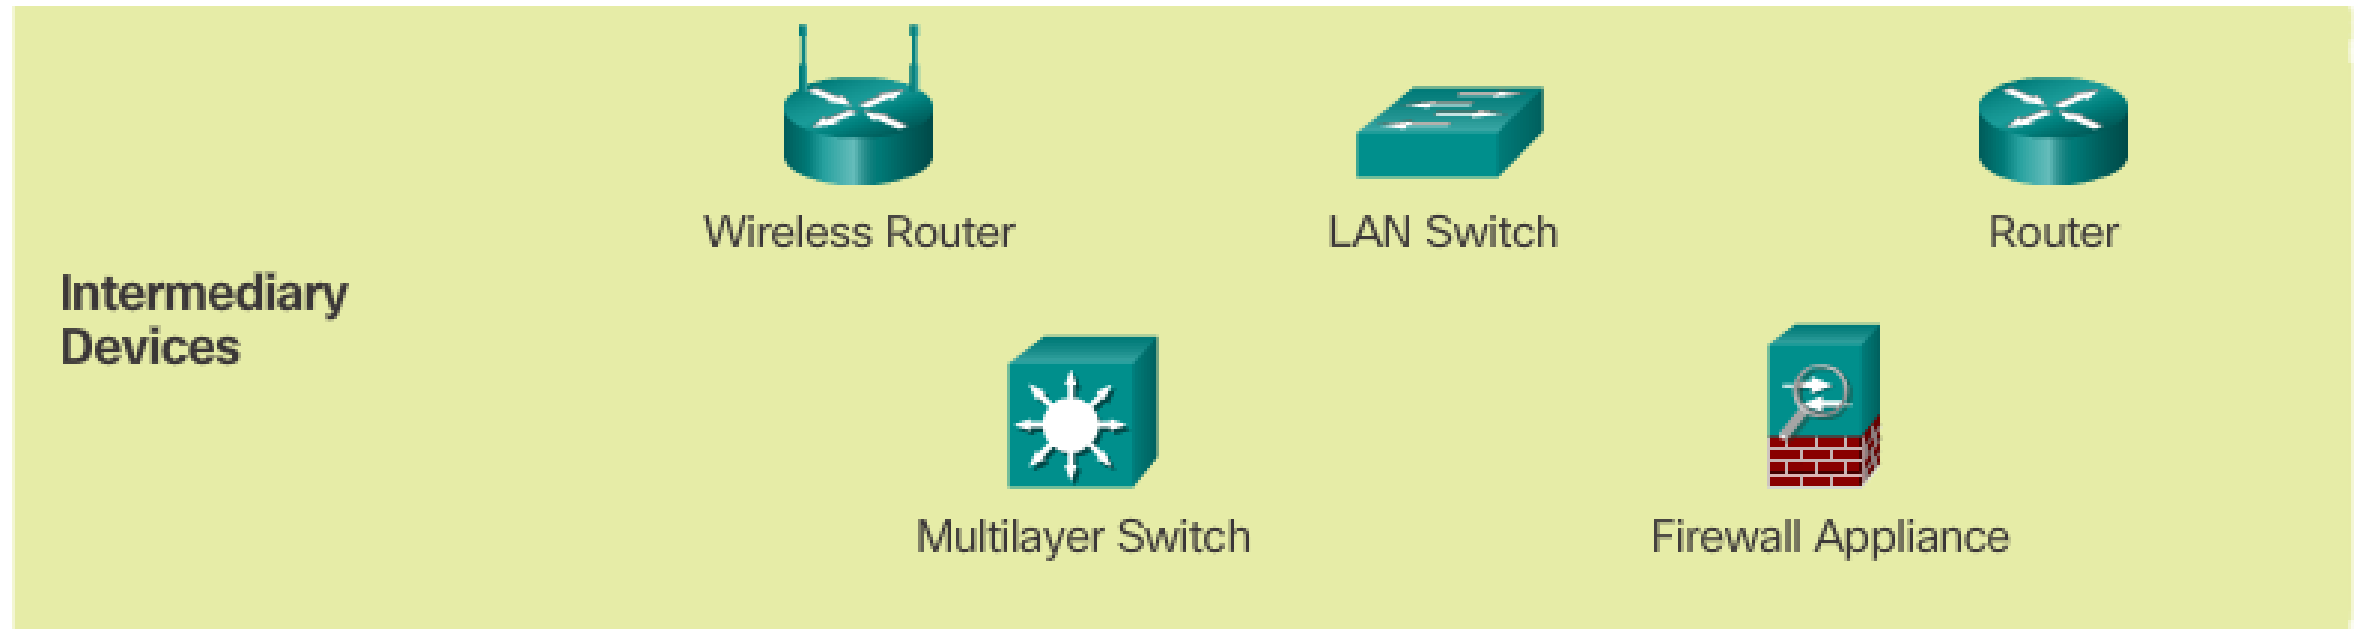 Wireless Router
LAN Switch
Router
Intermediary
Devices
Multilayer Switch
Firewall Appliance